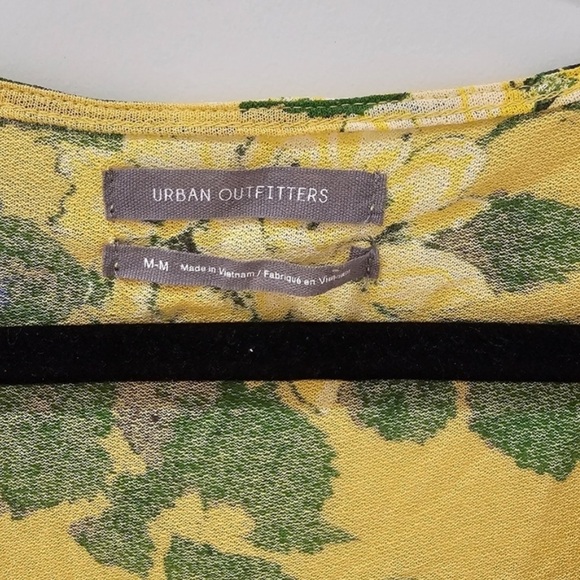 URBAN OUTFITTERS
M-M Made in Vietnam / Fabriqué en Vietnam